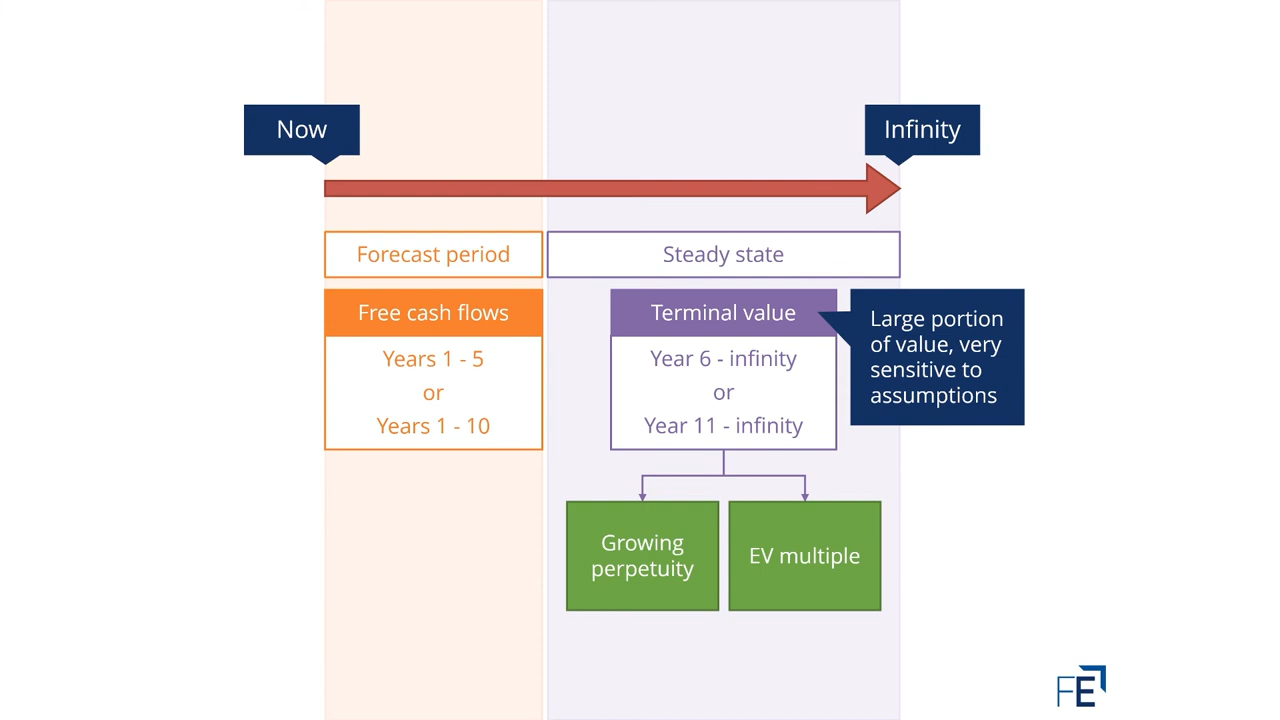 Now
Infinity
Forecast period
Steady state
Free cash flows
Years 1 - 5
or
Years 1 - 10
Terminal value
Year 6 - infinity
or
Year 11 - infinity
Large portion
of value, very
sensitive to
assumptions
Growing
perpetuity
EV multiple
FE